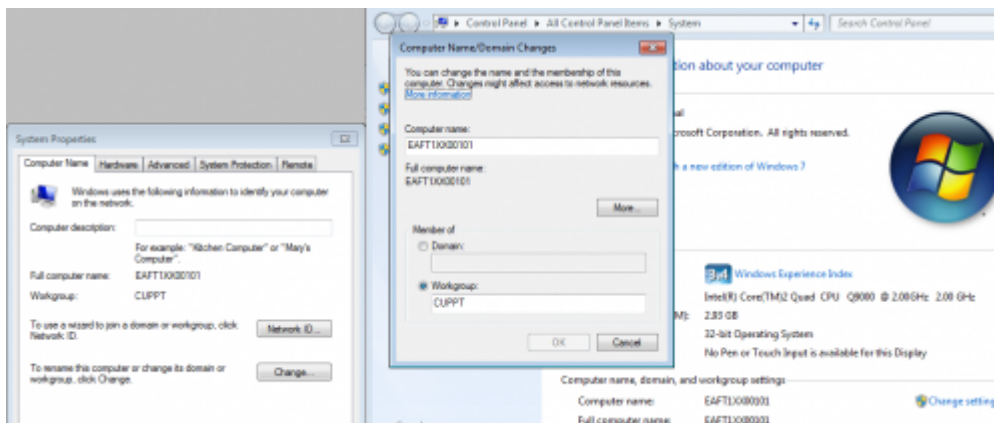 Control Panel ▸ All Control Panel Items ▸ System
Search Control Panel
Computer Name/Domain Changes
You can change the name and the membership of this
computer. Changes might affect access to network resources.
More information
Computer name:
EAFT1XX00101
Full computer name:
EAFT1XX00101
More...
Member of
Domain:
Workgroup:
CUPPT
OK
Cancel
System Properties
Computer Name
Hardware
Advanced
System Protection
Remote
Windows uses the following information to identify your computer
on the network.
Computer description:
For example: "Kitchen Computer" or "Mary's
Computer".
Full computer name:
EAFT1XX00101
Workgroup:
CUPPT
To use a wizard to join a domain or workgroup, click
Network ID.
Network ID...
To rename this computer or change its domain or
workgroup, click Change.
Change...
tion about your computer
al
crosoft Corporation. All rights reserved.
h a new edition of Windows 7
Windows Experience Index
Intel(R) Core(TM)2 Quad CPU Q9000 @ 2.00GHz 2.00 GHz
M):
2.93 GB
32-bit Operating System
No Pen or Touch Input is available for this Display
Computer name, domain, and workgroup settings
Computer name:
EAFT1XX00101
Change setting
Full computer name:
EAFT1XX00101